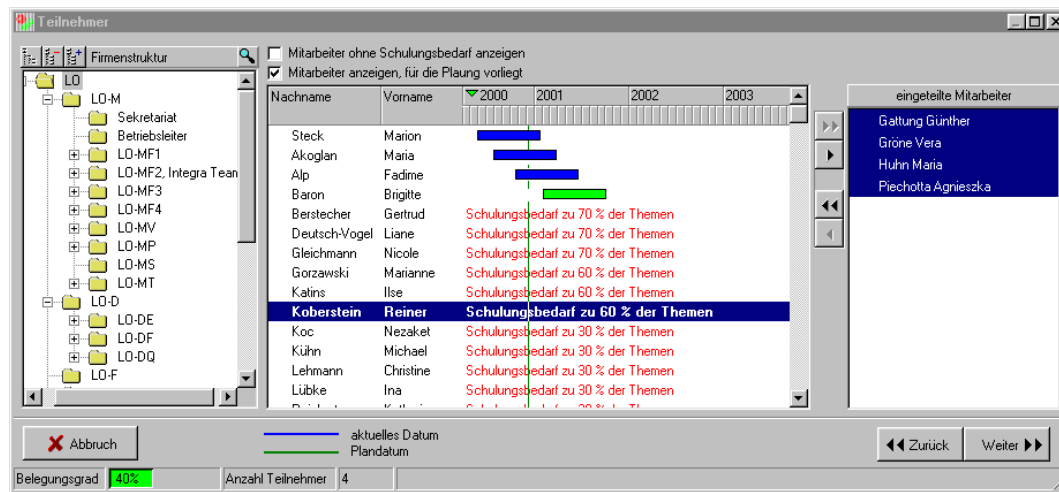 Teilnehmer
Firmenstruktur
LO
LO-M
Sekretariat
Betriebsleiter
LO-MF1
LO-MF2, Integra Tean
LO-MF3
LO-MF4
LO-MV
LO-MP
LO-MS
LO-MT
LO-D
LO-DE
LO-DF
LO-DQ
LO-F
Mitarbeiter ohne Schulungsbedarf anzeigen
Mitarbeiter anzeigen, für die Plaung vorliegt
Nachname Vorname 2000 2001 2002 2003
Steck Marion
Akoglan Maria
Alp Fadime
Baron Brigitte
Berstecher Gertrud Schulungsbedarf zu 70 % der Themen
Deutsch-Vogel Liane Schulungsbedarf zu 70 % der Themen
Gleichmann Nicole Schulungsbedarf zu 70 % der Themen
Gorzawski Marianne Schulungsbedarf zu 60 % der Themen
Katins Ilse Schulungsbedarf zu 60 % der Themen
Koberstein Reiner Schulungsbedarf zu 60 % der Themen
Koc Nezaket Schulungsbedarf zu 30 % der Themen
Kühn Michael Schulungsbedarf zu 30 % der Themen
Lehmann Christine Schulungsbedarf zu 30 % der Themen
Lübke Ina Schulungsbedarf zu 30 % der Themen
eingeteilte Mitarbeiter
Gattung Günther
Gröne Vera
Huhn Maria
Piechotta Agnieszka
Abbruch
aktuelles Datum
Plandatum
Zurück
Weiter
Belegungsgrad 40% Anzahl Teilnehmer 4